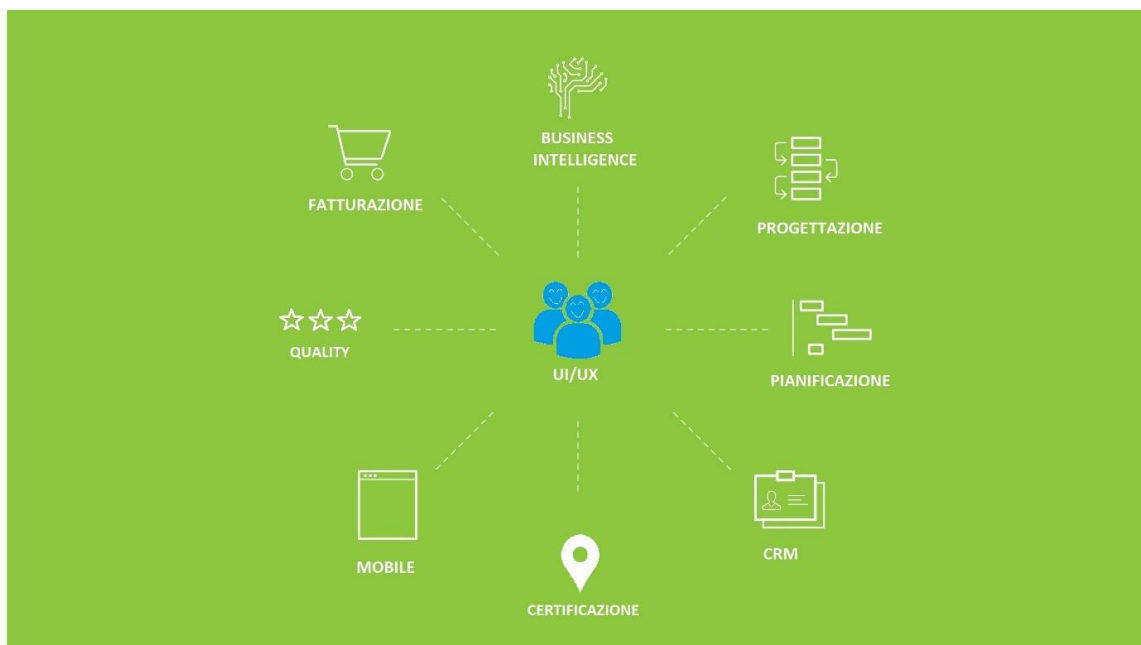 BUSINESS
INTELLIGENCE
FATTURAZIONE
PROGETTAZIONE
QUALITY
UI/UX
PIANIFICAZIONE
MOBILE
CRM
CERTIFICAZIONE